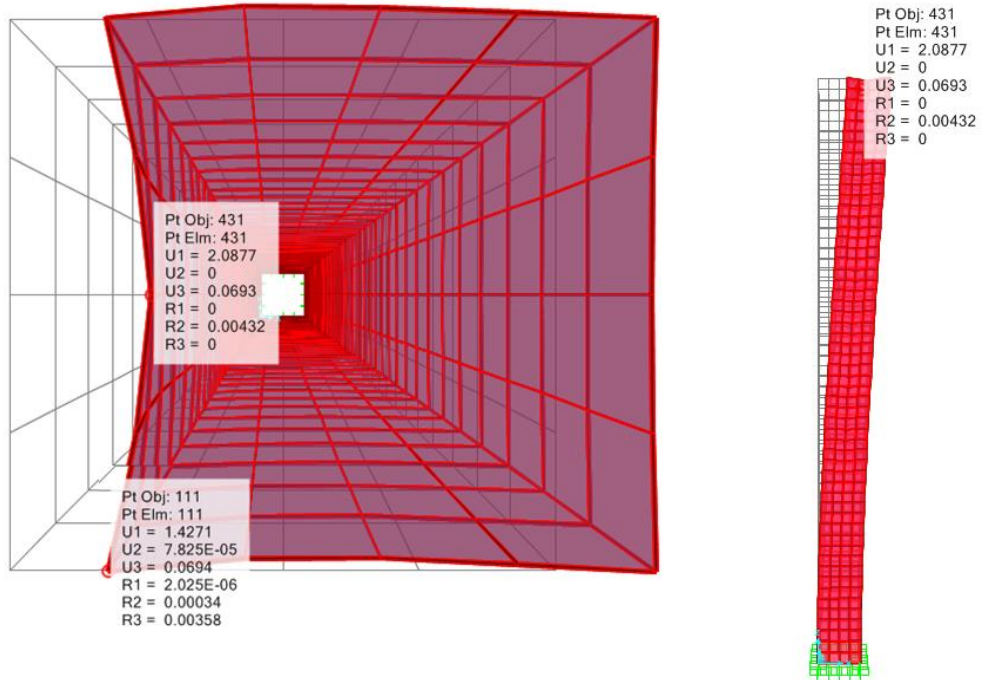 Pt Obj: 431
Pt Elm: 431
U1 = 2.0877
U2 = 0
U3 = 0.0693
R1 = 0
R2 = 0.00432
R3 = 0
Pt Obj: 111
Pt Elm: 111
U1 = 1.4271
U2 = 7.825E-05
U3 = 0.0694
R1 = 2.025E-06
R2 = 0.00034
R3 = 0.00358
Pt Obj: 431
Pt Elm: 431
U1 = 2.0877
U2 = 0
U3 = 0.0693
R1 = 0
R2 = 0.00432
R3 = 0